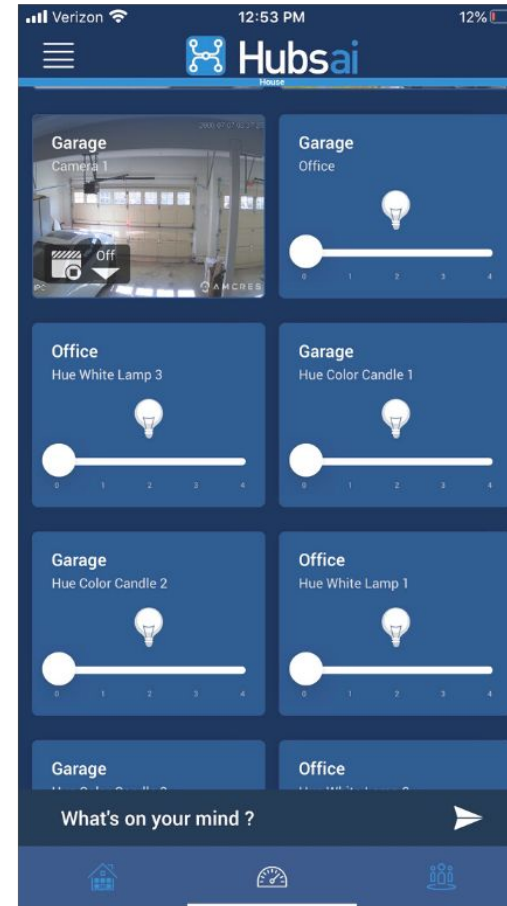 Verizon
12:53 PM
12%
Hubsai
House
Garage
Camera 1
Off
AMCRES
Garage
Office
0 1 2 3 4
Office
Hue White Lamp 3
0 1 2 3 4
Garage
Hue Color Candle 1
0 1 2 3 4
Garage
Hue Color Candle 2
0 1 2 3 4
Office
Hue White Lamp 1
0 1 2 3 4
Garage
Office
What's on your mind ?